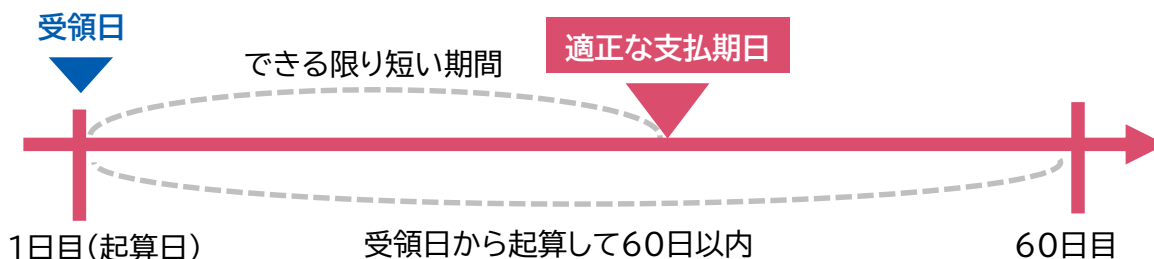 受領日
できる限り短い期間
適正な支払期日
1日目(起算日)
受領日から起算して60日以内
60日目